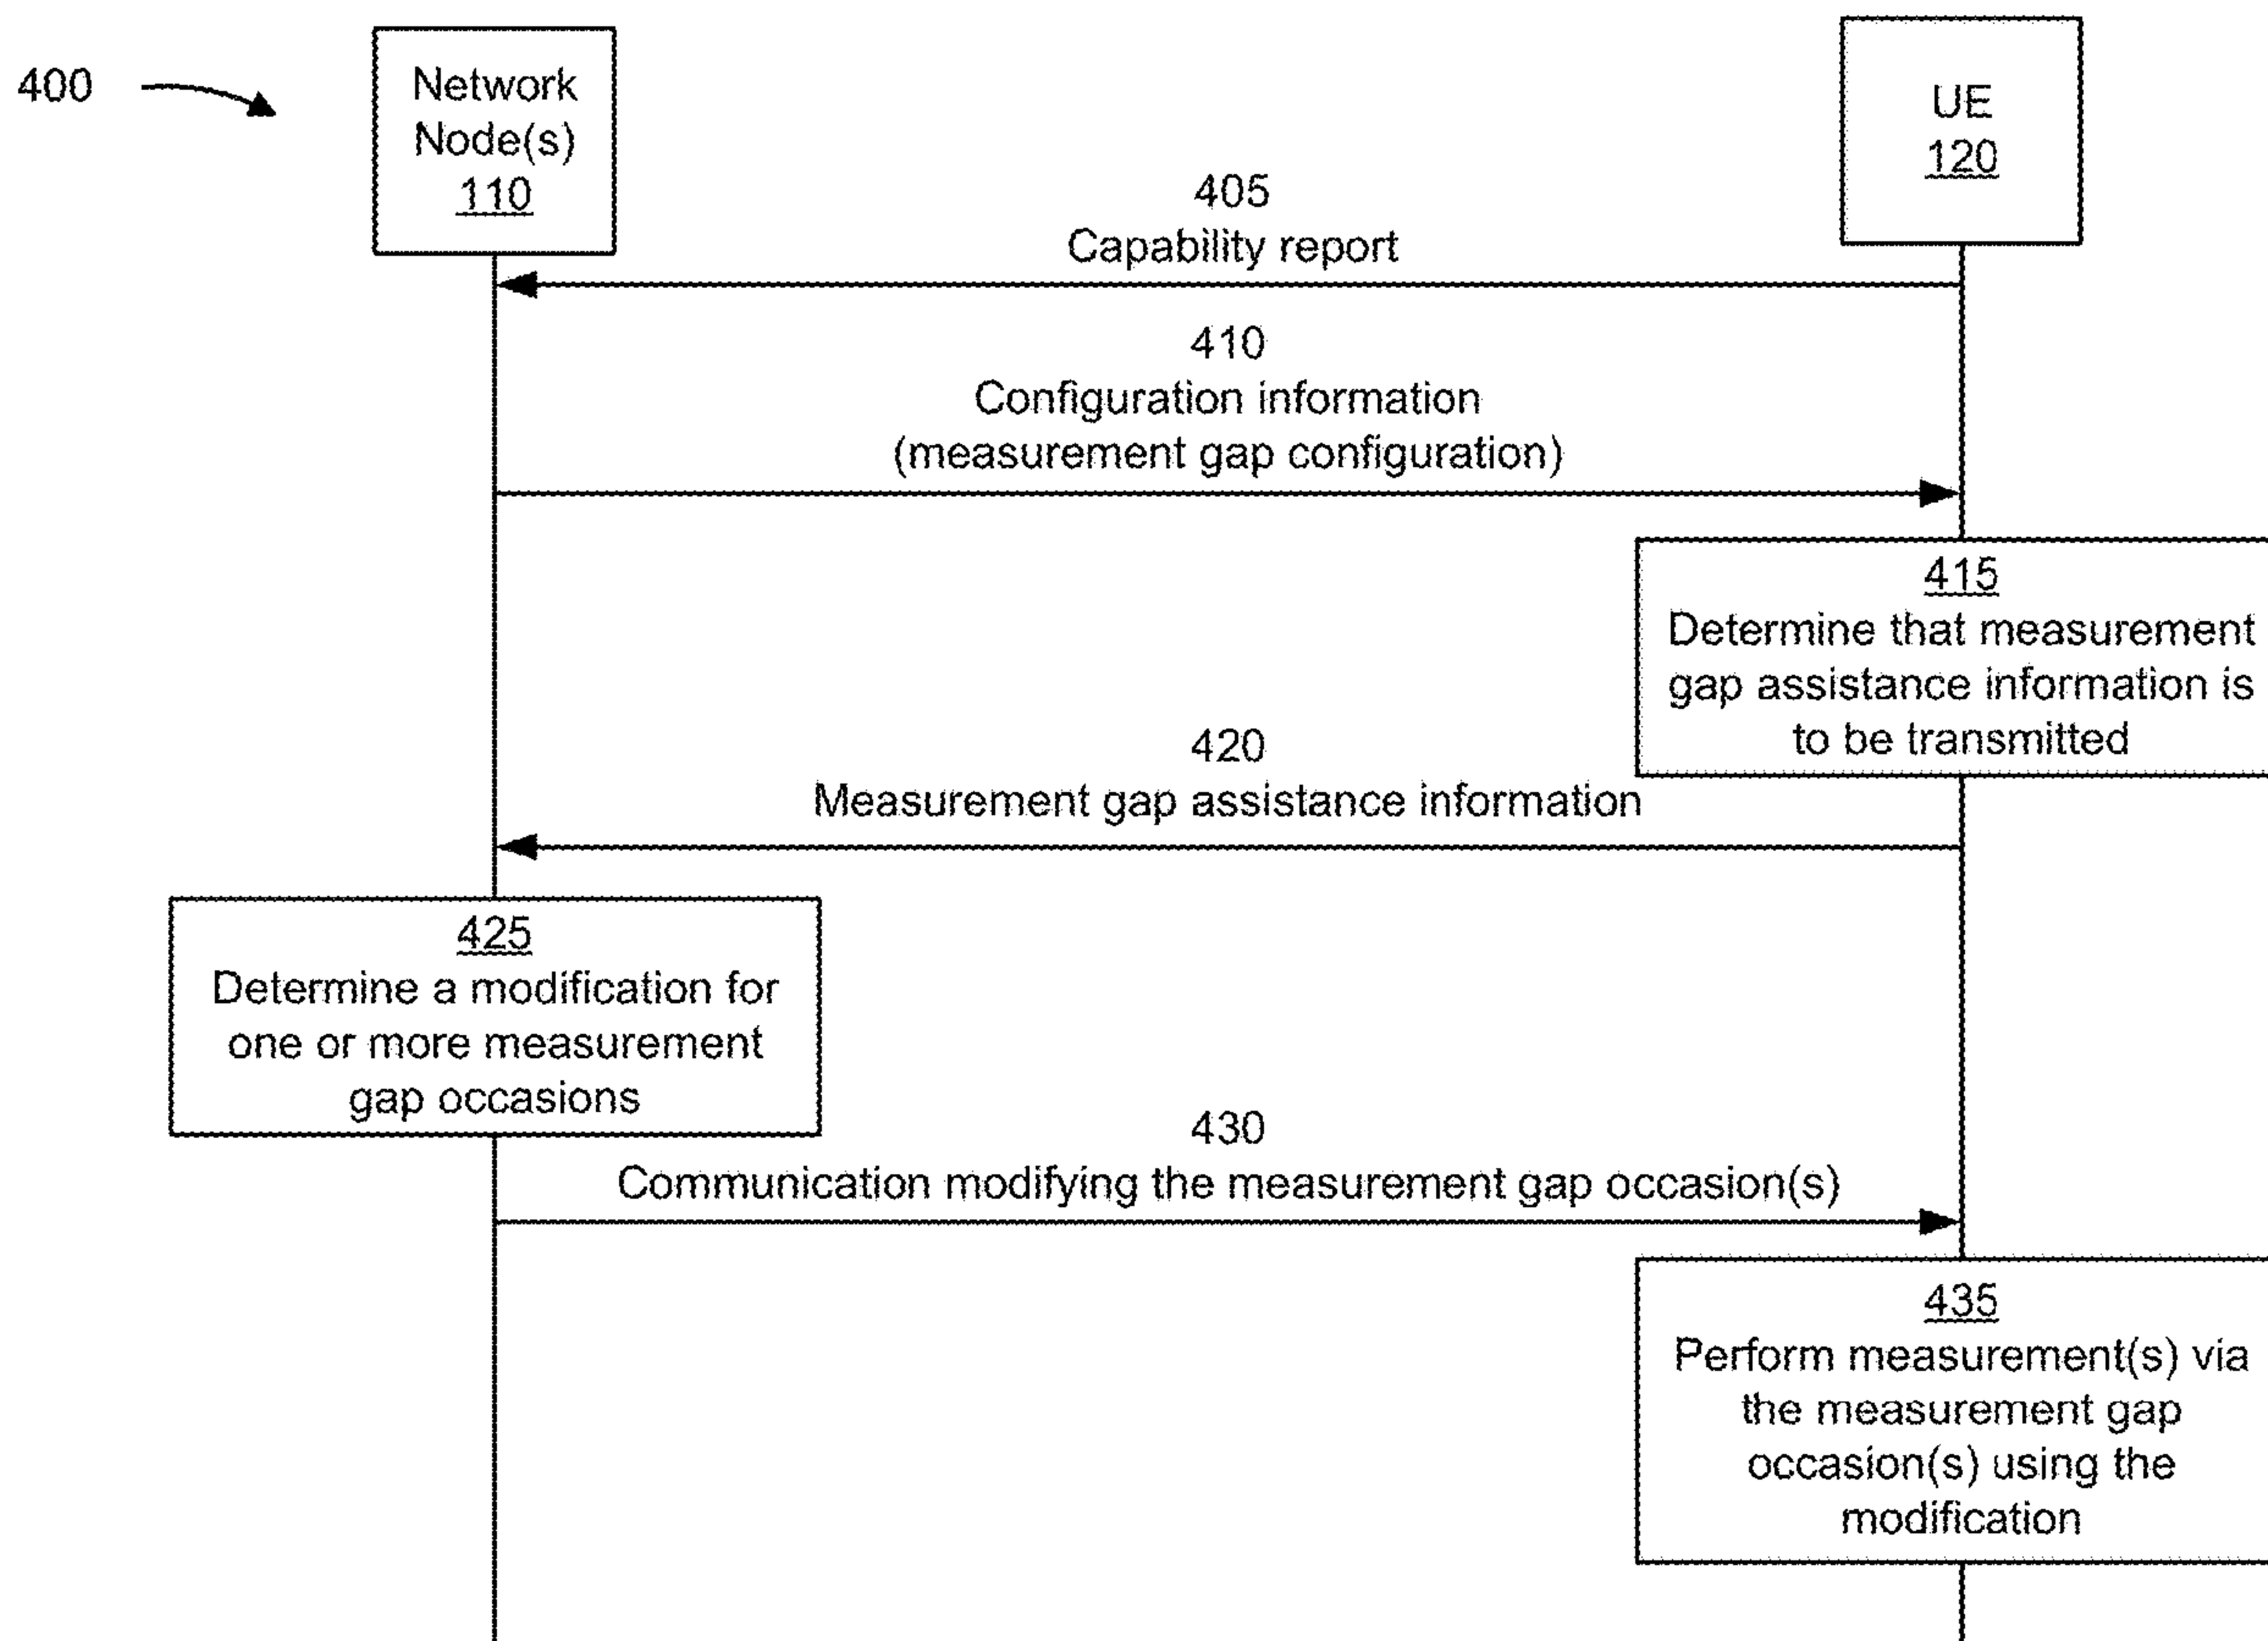 400
Network
Node(s)
110
UE
120
405
Capability report
410
Configuration information
(measurement gap configuration)
415
Determine that measurement
gap assistance information is
to be transmitted
420
Measurement gap assistance information
425
Determine a modification for
one or more measurement
gap occasions
430
Communication modifying the measurement gap occasion(s)
435
Perform measurement(s) via
the measurement gap
occasion(s) using the
modification